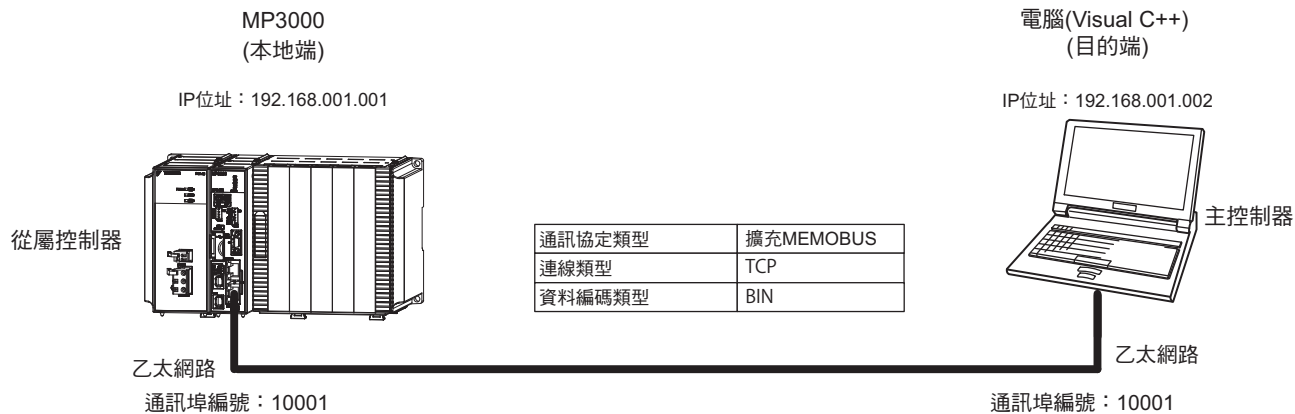 MP3000
(本地端)
IP位址：192.168.001.001
從屬控制器
乙太網路
通訊埠編號：10001
通訊協定類型 擴充MEMOBUS
連線類型 TCP
資料編碼類型 BIN
電腦(Visual C++)
(目的端)
IP位址：192.168.001.002
主控制器
乙太網路
通訊埠編號：10001